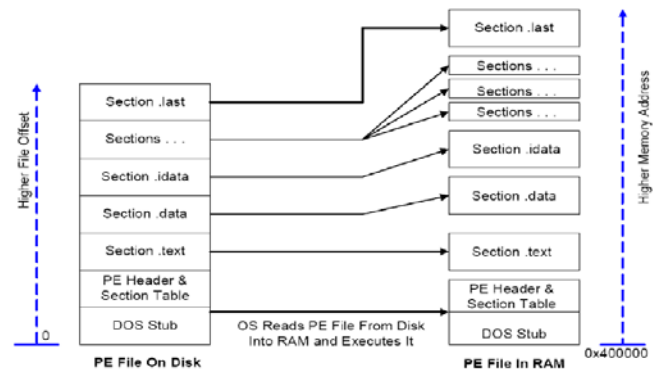 Higher File Offset
0
Section .last
Sections . . .
Section .idata
Section .data
Section .text
PE Header &
Section Table
DOS Stub
PE File On Disk
OS Reads PE File From Disk
Into RAM and Executes It
Section .last
Sections . . .
Sections . . .
Sections . . .
Section .idata
Section .data
Section .text
PE Header &
Section Table
DOS Stub
PE File In RAM
Higher Memory Address
0x400000